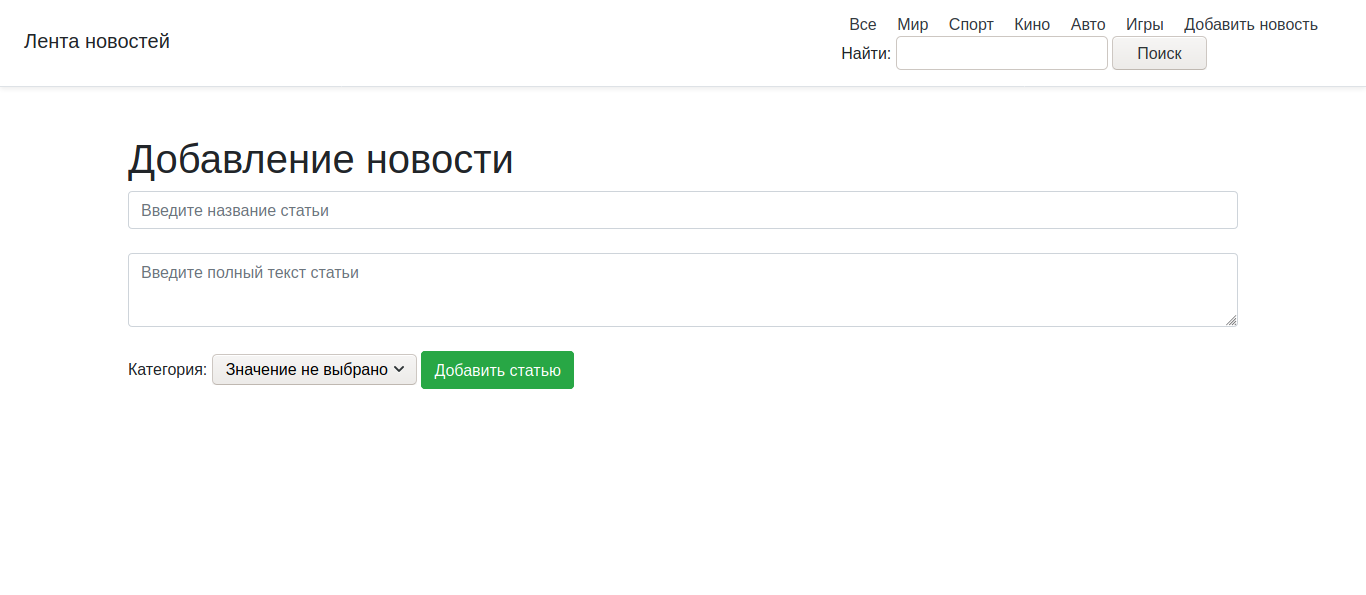 Лента новостей
Все Мир Спорт Кино Авто Игры Добавить новость
Найти: Поиск
Добавление новости
Введите название статьи
Введите полный текст статьи
Категория: Значение не выбрано Добавить статью